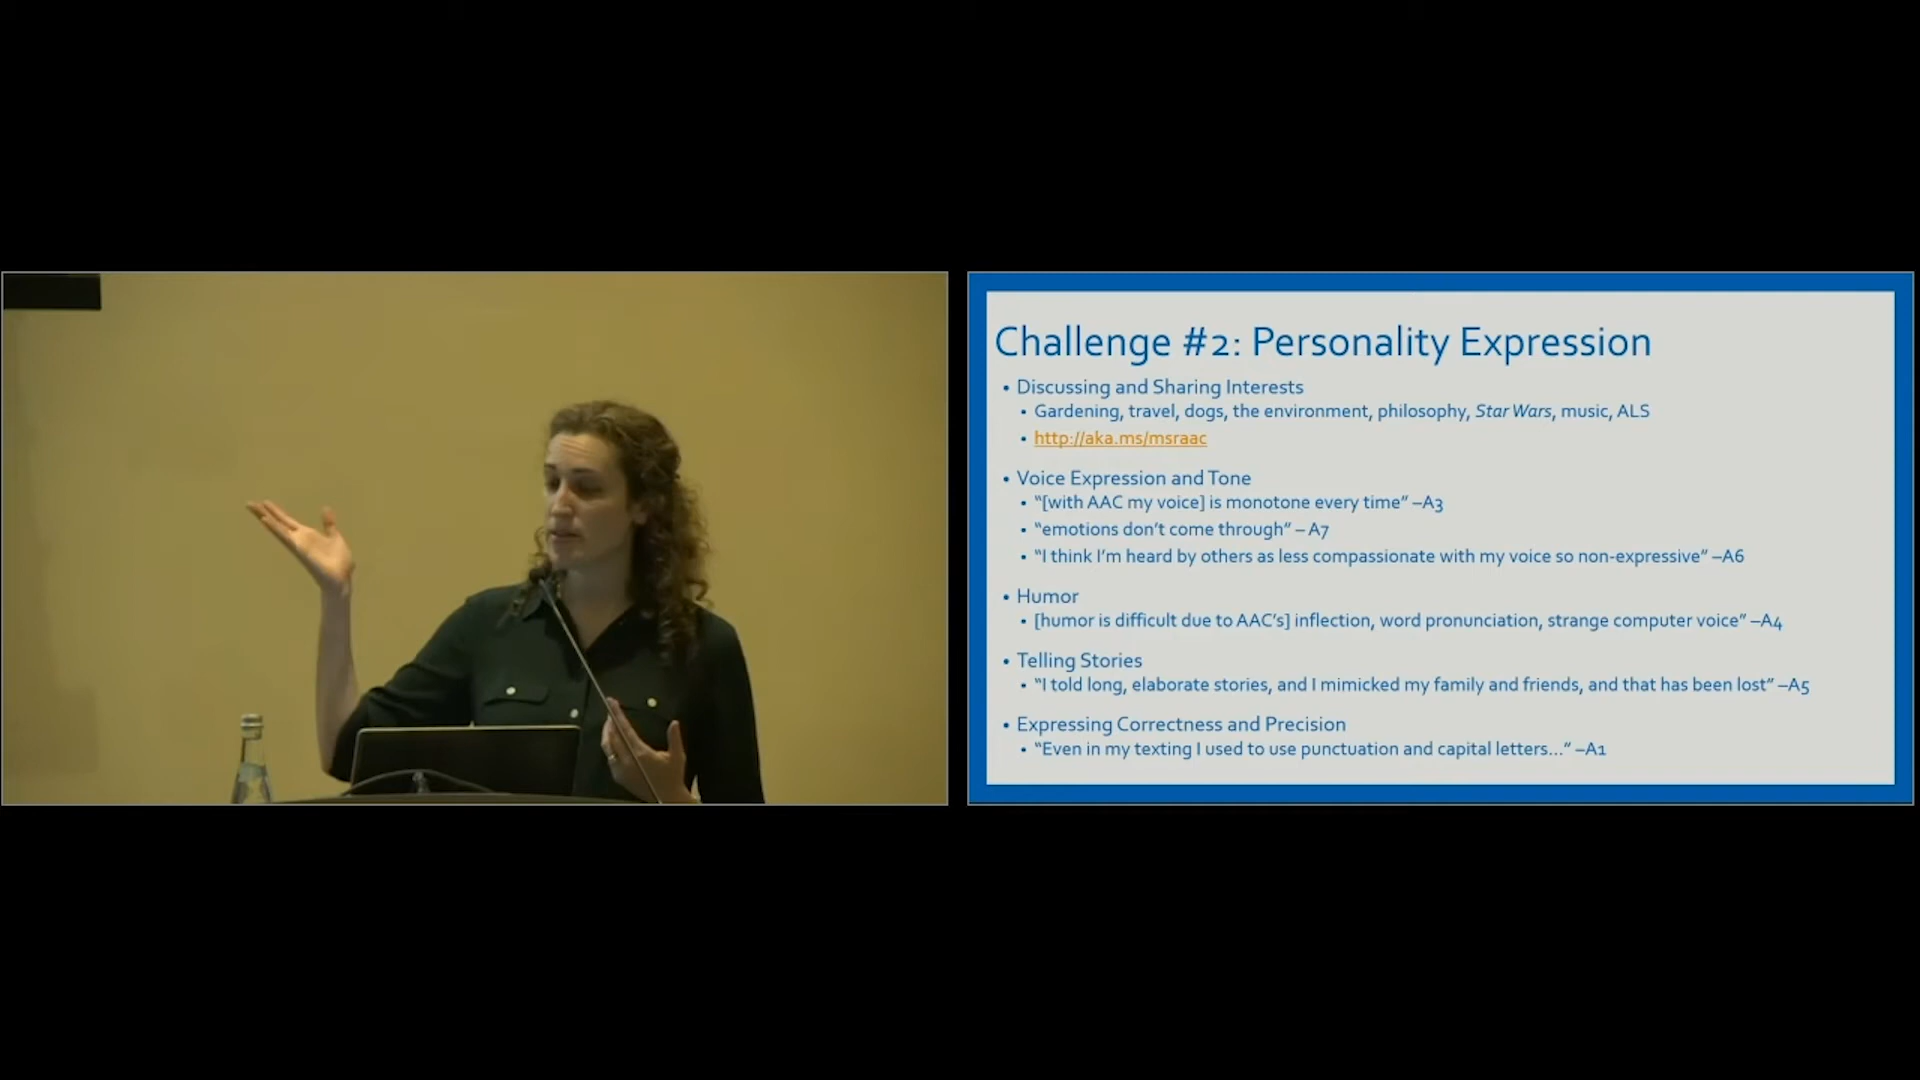 Challenge #2: Personality Expression
• Discussing and Sharing Interests
• Gardening, travel, dogs, the environment, philosophy, Star Wars, music, ALS
• http://aka.ms/msraac
• Voice Expression and Tone
• “[with AAC my voice] is monotone every time” –A3
• “emotions don’t come through” – A7
• “I think I’m heard by others as less compassionate with my voice so non-expressive” –A6
• Humor
• [humor is difficult due to AAC’s] inflection, word pronunciation, strange computer voice” –A4
• Telling Stories
• “I told long, elaborate stories, and I mimicked my family and friends, and that has been lost” –A5
• Expressing Correctness and Precision
• “Even in my texting I used to use punctuation and capital letters...” –A1